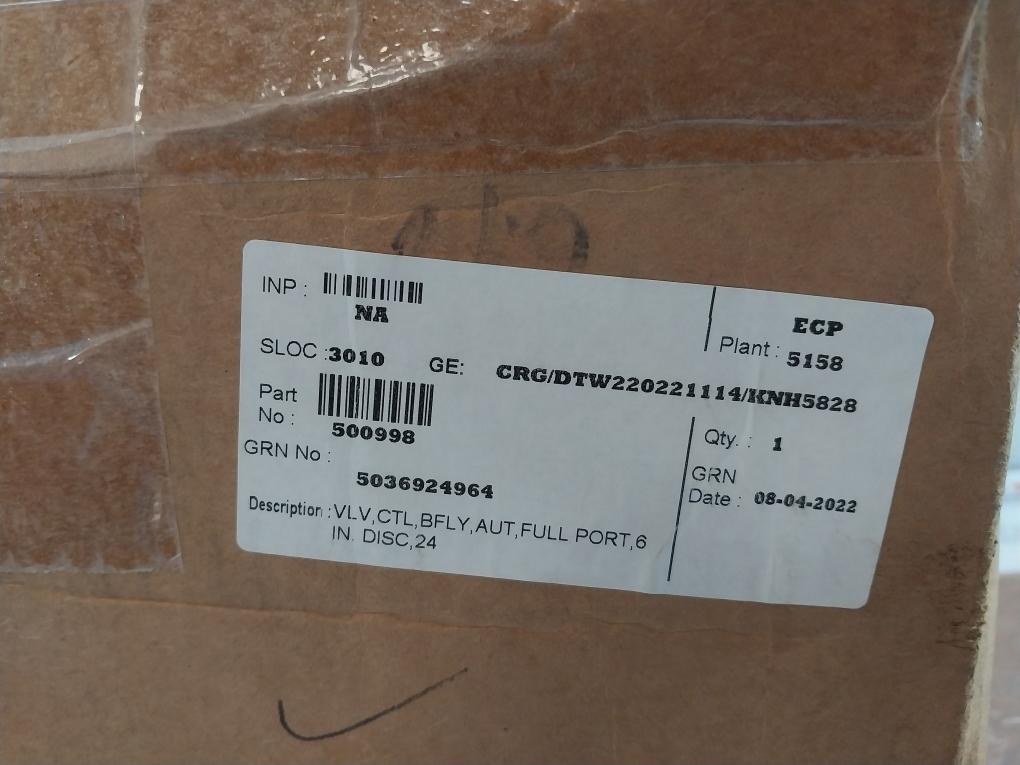 INP :
NA
ECP
Plant : 5158
SLOC :3010 GE: CRG/DTW220221114/KNH5828
Part
No :
500998
Qty. : 1
GRN No :
5036924964
GRN
Date : 08-04-2022
Description :VLV,CTL,BFLY,AUT,FULL PORT,6
IN. DISC,24